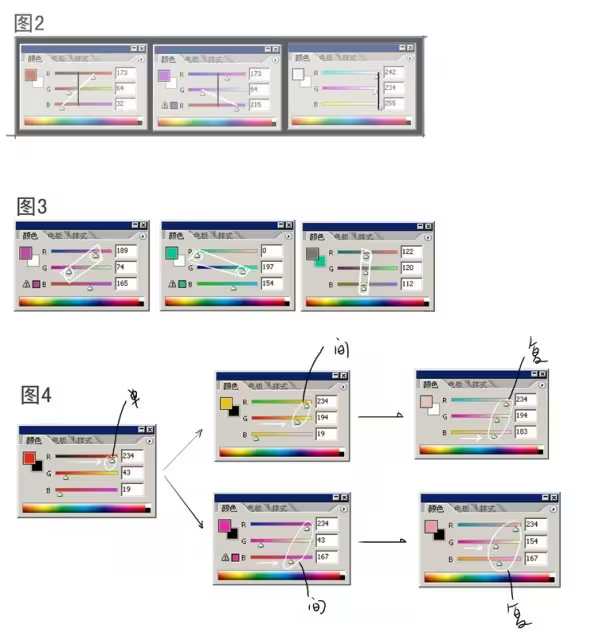 图2
颜色 色板 样式
R 173
G 64
B 32
颜色 色板 样式
R 173
G 64
B 215
颜色 色板 样式
R 242
G 234
B 255
图3
颜色 色板 样式
R 189
G 74
B 165
颜色 色板 样式
R 0
G 197
B 154
颜色 色板 样式
R 122
G 120
B 112
图4
单
颜色 色板 样式
R 234
G 43
B 19
间
颜色 色板 样式
R 234
G 194
B 19
复
颜色 色板 样式
R 234
G 194
B 183
颜色 色板 样式
R 234
G 43
B 167
间
颜色 色板 样式
R 234
G 154
B 167
复